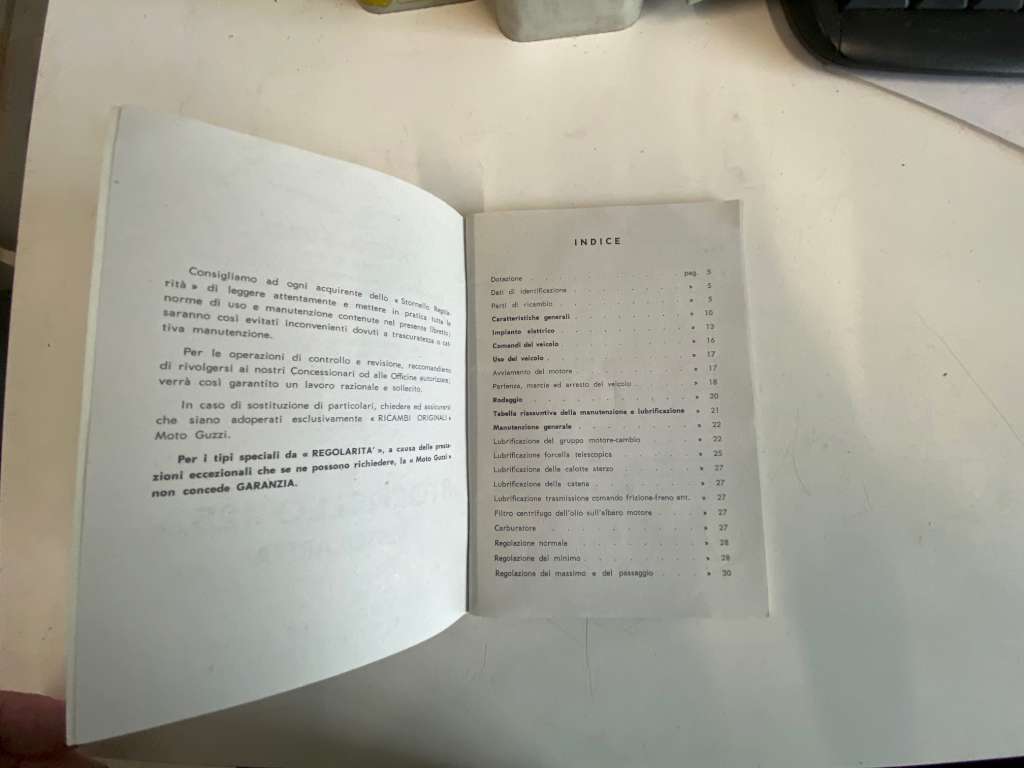 Consigliamo ad ogni acquirente dello « Stornello Regola-
rità » di leggere attentamente e mettere in pratica tutte le
norme di uso e manutenzione contenute nel presente libretto;
saranno così evitati inconvenienti dovuti a trascuratezza o cat-
tiva manutenzione.
Per le operazioni di controllo e revisione, raccomandiamo
di rivolgersi ai nostri Concessionari od alle Officine autorizzate;
verrà così garantito un lavoro razionale e sollecito.
In caso di sostituzione di particolari, chiedere ed assicurarsi
che siano adoperati esclusivamente « RICAMBI ORIGINALI »
Moto Guzzi.
Per i tipi speciali da « REGOLARITA' », a causa delle presta-
zioni eccezionali che se ne possono richiedere, la « Moto Guzzi »
non concede GARANZIA.
INDICE
Dotazione . . . . . . . . . . pag. 5
Dati di identificazione . . . . . . . » 5
Parti di ricambio . . . . . . . . » 5
Caratteristiche generali . . . . . . . » 10
Impianto elettrico . . . . . . . . » 13
Comandi del veicolo . . . . . . . » 16
Uso del veicolo . . . . . . . . . » 17
Avviamento del motore . . . . . . . » 17
Partenza, marcia ed arresto del veicolo . . . . » 18
Rodaggio . . . . . . . . . . » 20
Tabella riassuntiva della manutenzione e lubrificazione » 21
Manutenzione generale . . . . . . . » 22
Lubrificazione del gruppo motore-cambio . . . » 22
Lubrificazione forcella telescopica . . . . . » 25
Lubrificazione delle calotte sterzo . . . . . » 27
Lubrificazione della catena . . . . . . » 27
Lubrificazione trasmissione comando frizione-freno ant. » 27
Filtro centrifugo dell'olio sull'albero motore . . . » 27
Carburatore . . . . . . . . . » 27
Regolazione normale . . . . . . . » 28
Regolazione del minimo . . . . . . . » 28
Regolazione del massimo e del passaggio . . . . » 30